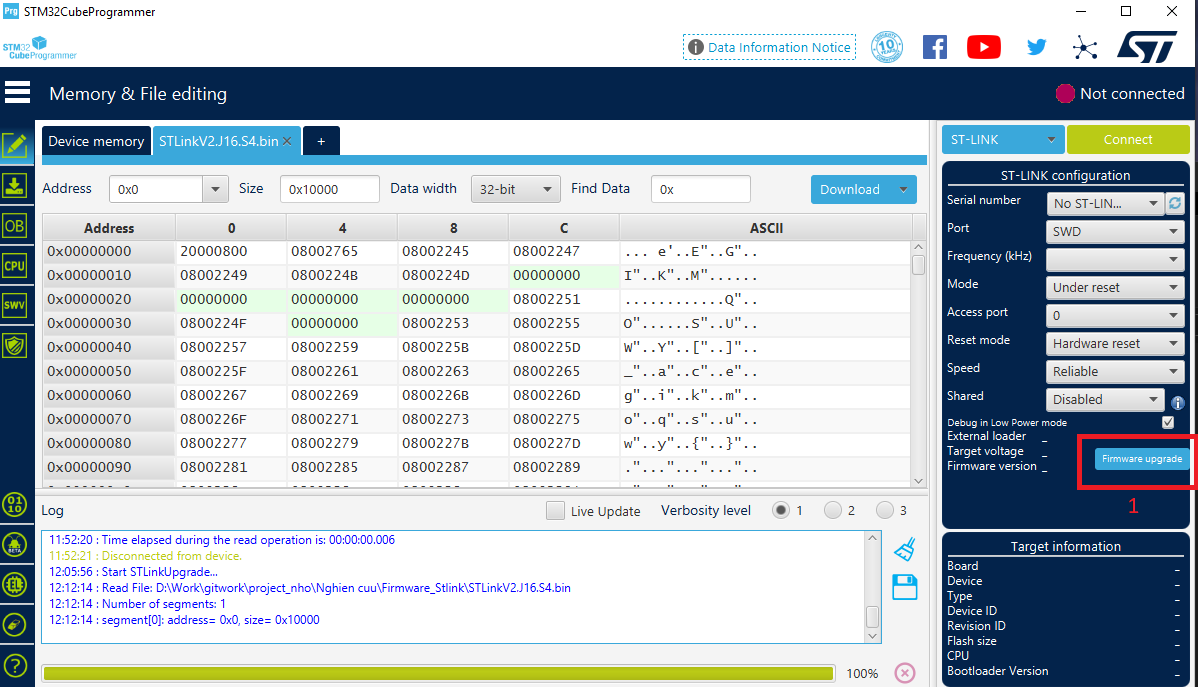 Prg STM32CubeProgrammer
STM32 CubeProgrammer
Data Information Notice
10 YEARS
ST
Memory & File editing
Not connected
Device memory
STLinkV2.J16.S4.bin ×
+
ST-LINK
Connect
Address 0x0 Size 0x10000 Data width 32-bit Find Data 0x Download
Address 0 4 8 C ASCII
0x00000000 20000800 08002765 08002245 08002247 ... e'..E"..G"..
0x00000010 08002249 0800224B 0800224D 00000000 I"..K"..M"......
0x00000020 00000000 00000000 00000000 08002251 ............Q"..
0x00000030 0800224F 00000000 08002253 08002255 O"......S"..U"..
0x00000040 08002257 08002259 0800225B 0800225D W"..Y"..["..]"..
0x00000050 0800225F 08002261 08002263 08002265 _"..a"..c"..e"..
0x00000060 08002267 08002269 0800226B 0800226D g"..i"..k"..m"..
0x00000070 0800226F 08002271 08002273 08002275 o"..q"..s"..u"..
0x00000080 08002277 08002279 0800227B 0800227D w"..y"..{"..}"..
0x00000090 08002281 08002285 08002287 08002289 ."..."..."..."..
ST-LINK configuration
Serial number No ST-LIN...
Port SWD
Frequency (kHz)
Mode Under reset
Access port 0
Reset mode Hardware reset
Speed Reliable
Shared Disabled
Debug in Low Power mode
External loader _
Target voltage _
Firmware version _
Firmware upgrade
1
OB
CPU
SWV
01 10
BETA
?
Log
Live Update Verbosity level 1 2 3
11:52:20 : Time elapsed during the read operation is: 00:00:00.006
11:52:21 : Disconnected from device.
12:05:56 : Start STLinkUpgrade...
12:12:14 : Read File: D:\Work\gitwork\project_nho\Nghien cuu\Firmware_Stlink\STLinkV2.J16.S4.bin
12:12:14 : Number of segments: 1
12:12:14 : segment[0]: address= 0x0, size= 0x10000
100%
Target information
Board _
Device _
Type _
Device ID _
Revision ID _
Flash size _
CPU _
Bootloader Version _